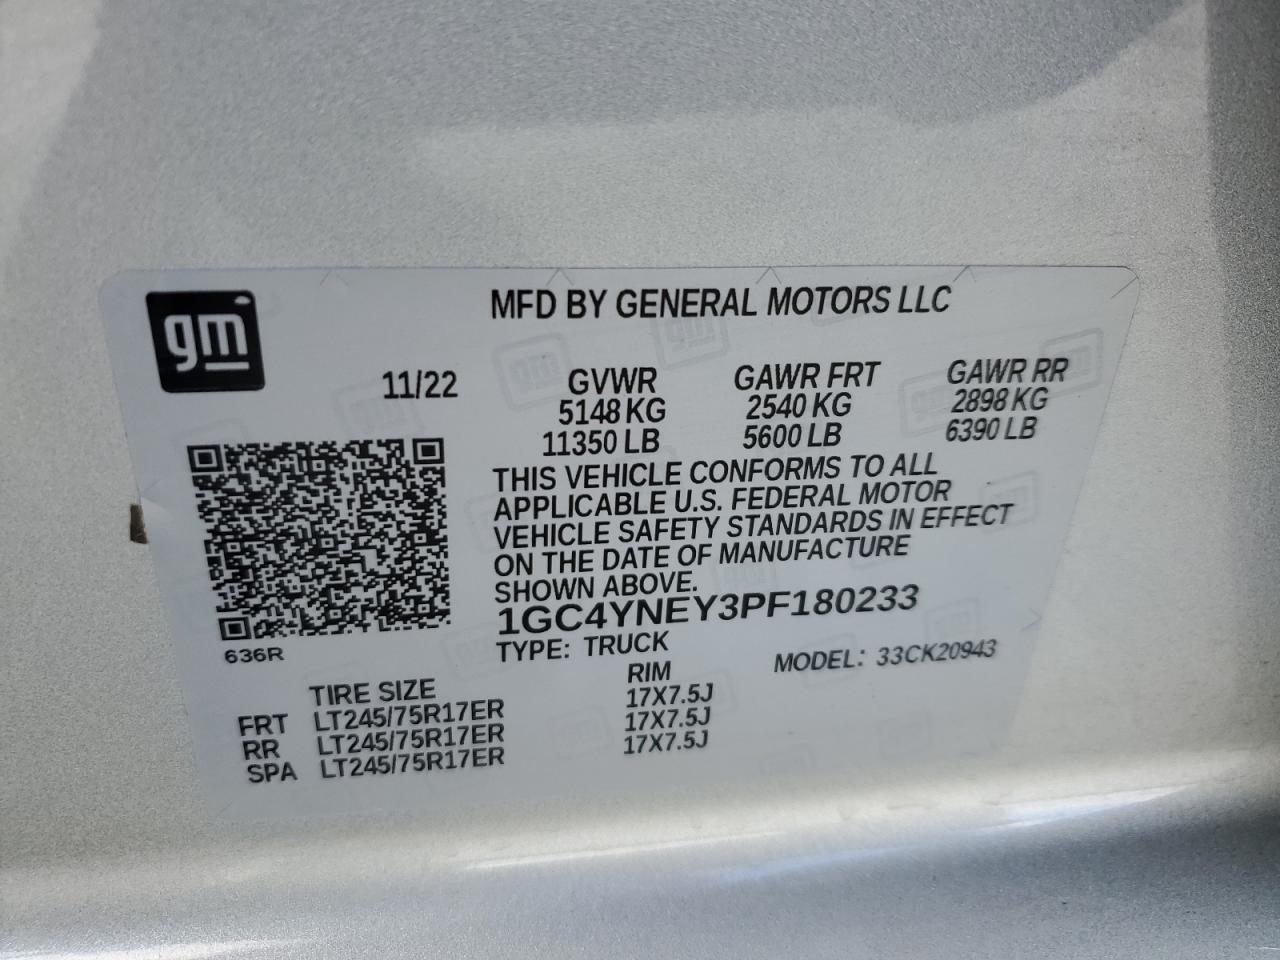 gm
MFD BY GENERAL MOTORS LLC
11/22 GVWR GAWR FRT GAWR RR
5148 KG 2540 KG 2898 KG
11350 LB 5600 LB 6390 LB
THIS VEHICLE CONFORMS TO ALL
APPLICABLE U.S. FEDERAL MOTOR
VEHICLE SAFETY STANDARDS IN EFFECT
ON THE DATE OF MANUFACTURE
SHOWN ABOVE.
1GC4YNEY3PF180233
636R
TYPE: TRUCK MODEL: 33CK20943
TIRE SIZE RIM
FRT LT245/75R17ER 17X7.5J
RR LT245/75R17ER 17X7.5J
SPA LT245/75R17ER 17X7.5J